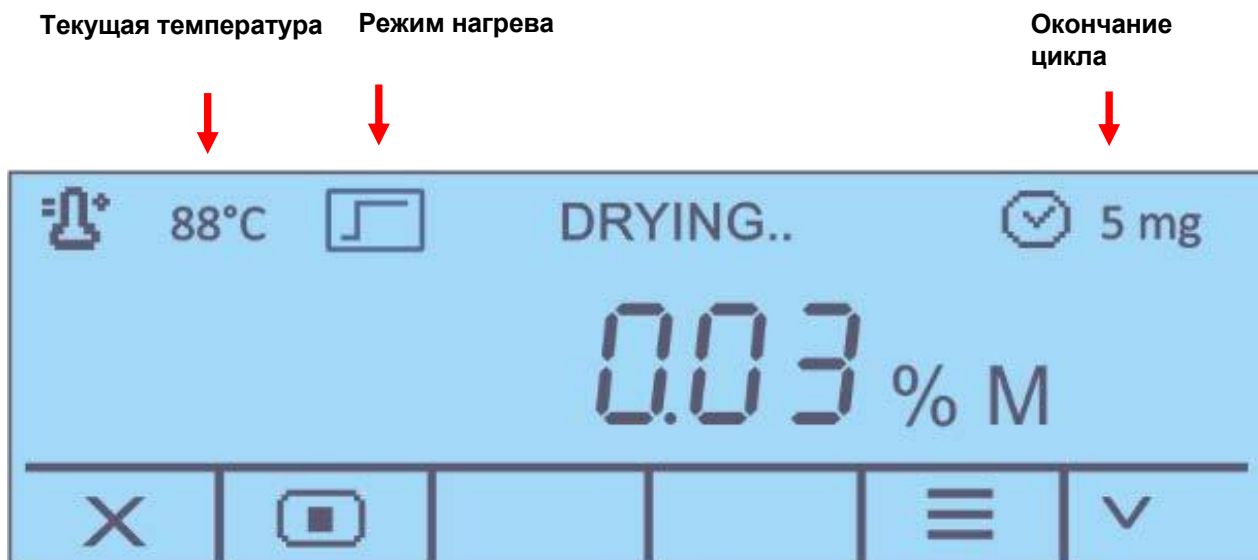 Текущая температура
Режим нагрева
Окончание
цикла
88°C
DRYING..
5 mg
0.03 % M